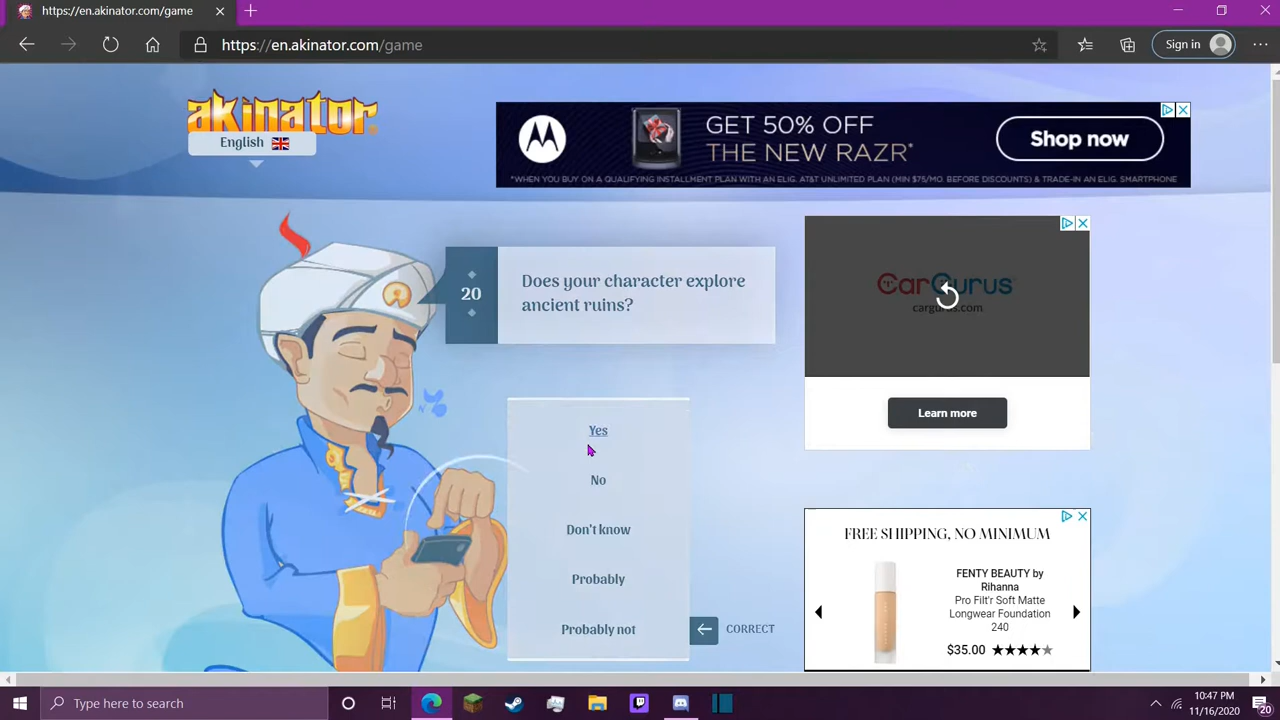 https://en.akinator.com/game
https://en.akinator.com/game
Sign in
akinator
English
GET 50% OFF
THE NEW RAZR*
Shop now
*WHEN YOU BUY ON A QUALIFYING INSTALLMENT PLAN WITH AN ELIG. AT&T UNLIMITED PLAN (MIN $75/MO. BEFORE DISCOUNTS) & TRADE-IN AN ELIG. SMARTPHONE
20
Does your character explore
ancient ruins?
CarGurus
cargurus.com
Learn more
Yes
No
Don't know
Probably
Probably not
CORRECT
FREE SHIPPING, NO MINIMUM
FENTY BEAUTY by
Rihanna
Pro Filt'r Soft Matte
Longwear Foundation
240
$35.00
Type here to search
10:47 PM
11/16/2020
20